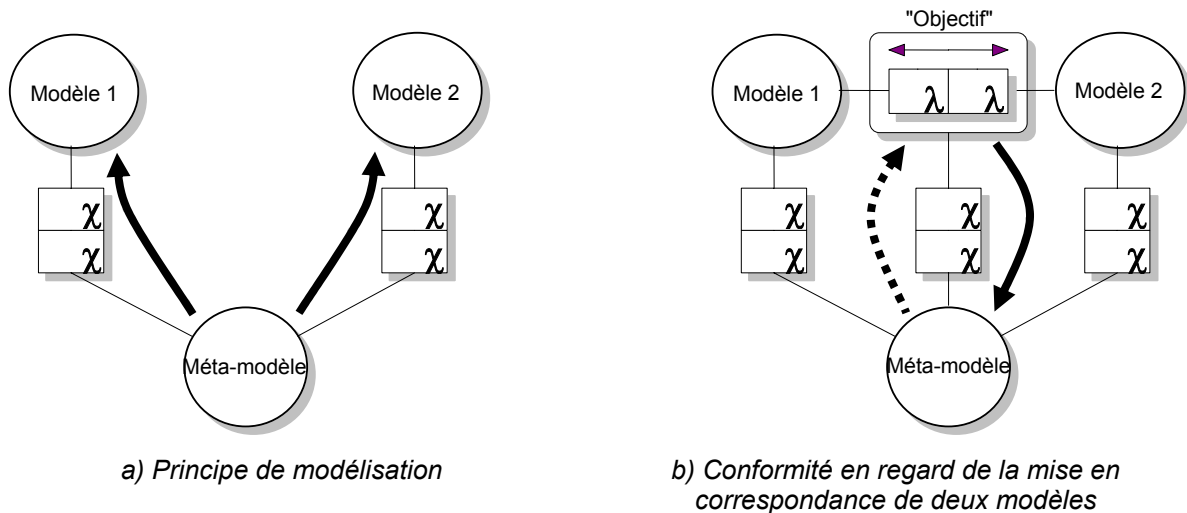 "Objectif"
Modèle 1
Modèle 2
χ
χ
χ
χ
Méta-modèle
a) Principe de modélisation
Modèle 1
λ λ
Modèle 2
χ
χ
χ
χ
χ
χ
Méta-modèle
b) Conformité en regard de la mise en
correspondance de deux modèles